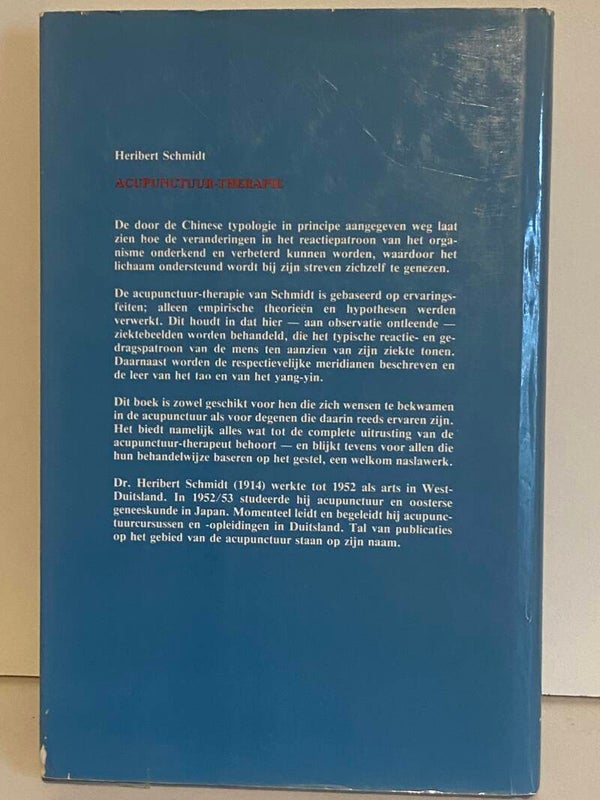 Heribert Schmidt
ACUPUNCTUUR-THERAPIE
De door de Chinese typologie in principe aangegeven weg laat
zien hoe de veranderingen in het reactiepatroon van het orga-
nisme onderkend en verbeterd kunnen worden, waardoor het
lichaam ondersteund wordt bij zijn streven zichzelf te genezen.
De acupunctuur-therapie van Schmidt is gebaseerd op ervarings-
feiten; alleen empirische theorieën en hypothesen werden
verwerkt. Dit houdt in dat hier — aan observatie ontleende —
ziektebeelden worden behandeld, die het typische reactie- en ge-
dragspatroon van de mens ten aanzien van zijn ziekte tonen.
Daarnaast worden de respectievelijke meridianen beschreven en
de leer van het tao en van het yang-yin.
Dit boek is zowel geschikt voor hen die zich wensen te bekwamen
in de acupunctuur als voor degenen die daarin reeds ervaren zijn.
Het biedt namelijk alles wat tot de complete uitrusting van de
acupunctuur-therapeut behoort — en blijkt tevens voor allen die
hun behandelwijze baseren op het gestel, een welkom naslawerk.
Dr. Heribert Schmidt (1914) werkte tot 1952 als arts in West-
Duitsland. In 1952/53 studeerde hij acupunctuur en oosterse
geneeskunde in Japan. Momenteel leidt en begeleidt hij acupunc-
tuurcursussen en -opleidingen in Duitsland. Tal van publicaties
op het gebied van de acupunctuur staan op zijn naam.